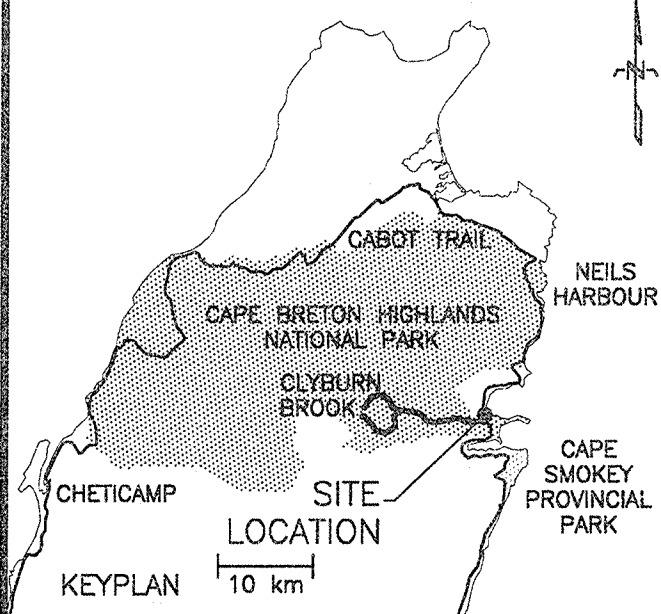 N
CABOT TRAIL
NEILS
HARBOUR
CAPE BRETON HIGHLANDS
NATIONAL PARK
CLYBURN
BROOK
CAPE
SMOKEY
PROVINCIAL
PARK
CHETICAMP
SITE
LOCATION
KEYPLAN
10 km